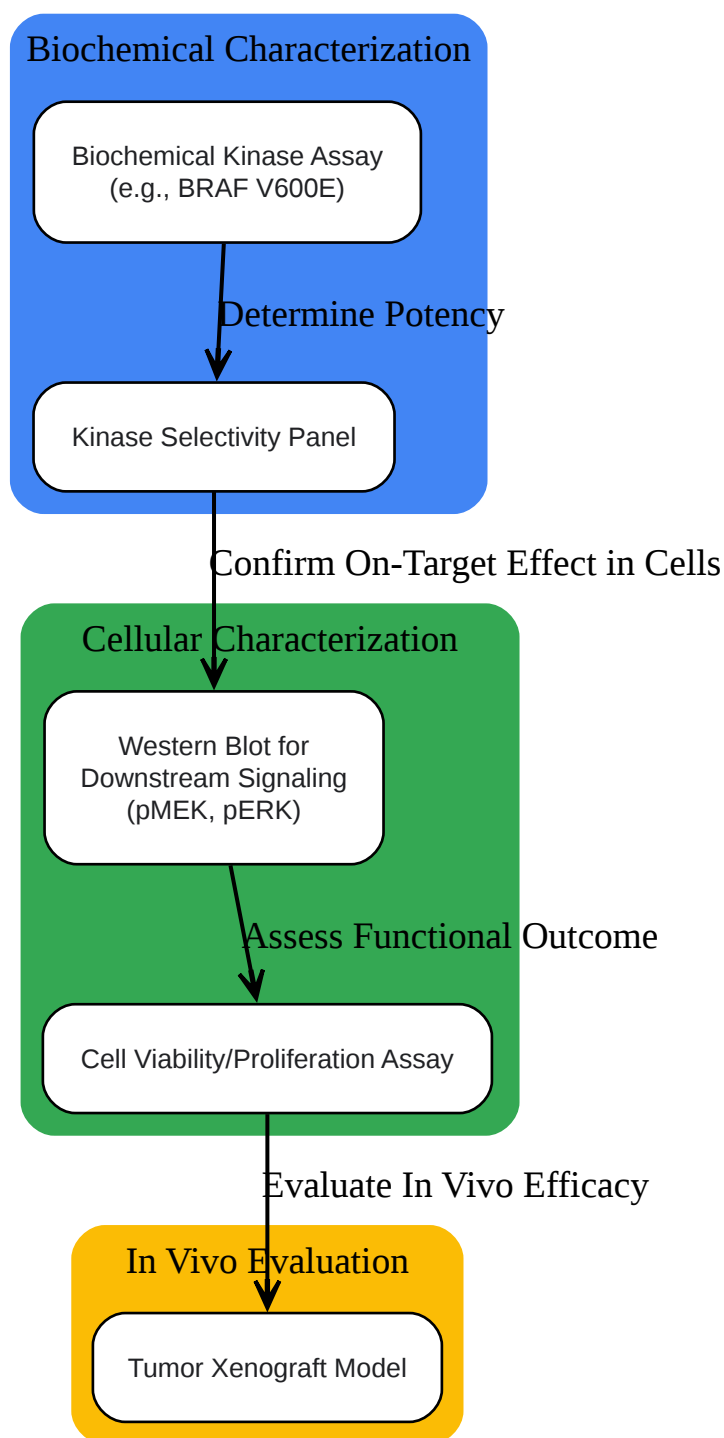 Biochemical Characterization
Biochemical Kinase Assay
(e.g., BRAF V600E)
Determine Potency
Kinase Selectivity Panel
Confirm On-Target Effect in Cells
Cellular Characterization
Western Blot for
Downstream Signaling
(pMEK, pERK)
Assess Functional Outcome
Cell Viability/Proliferation Assay
Evaluate In Vivo Efficacy
In Vivo Evaluation
Tumor Xenograft Model